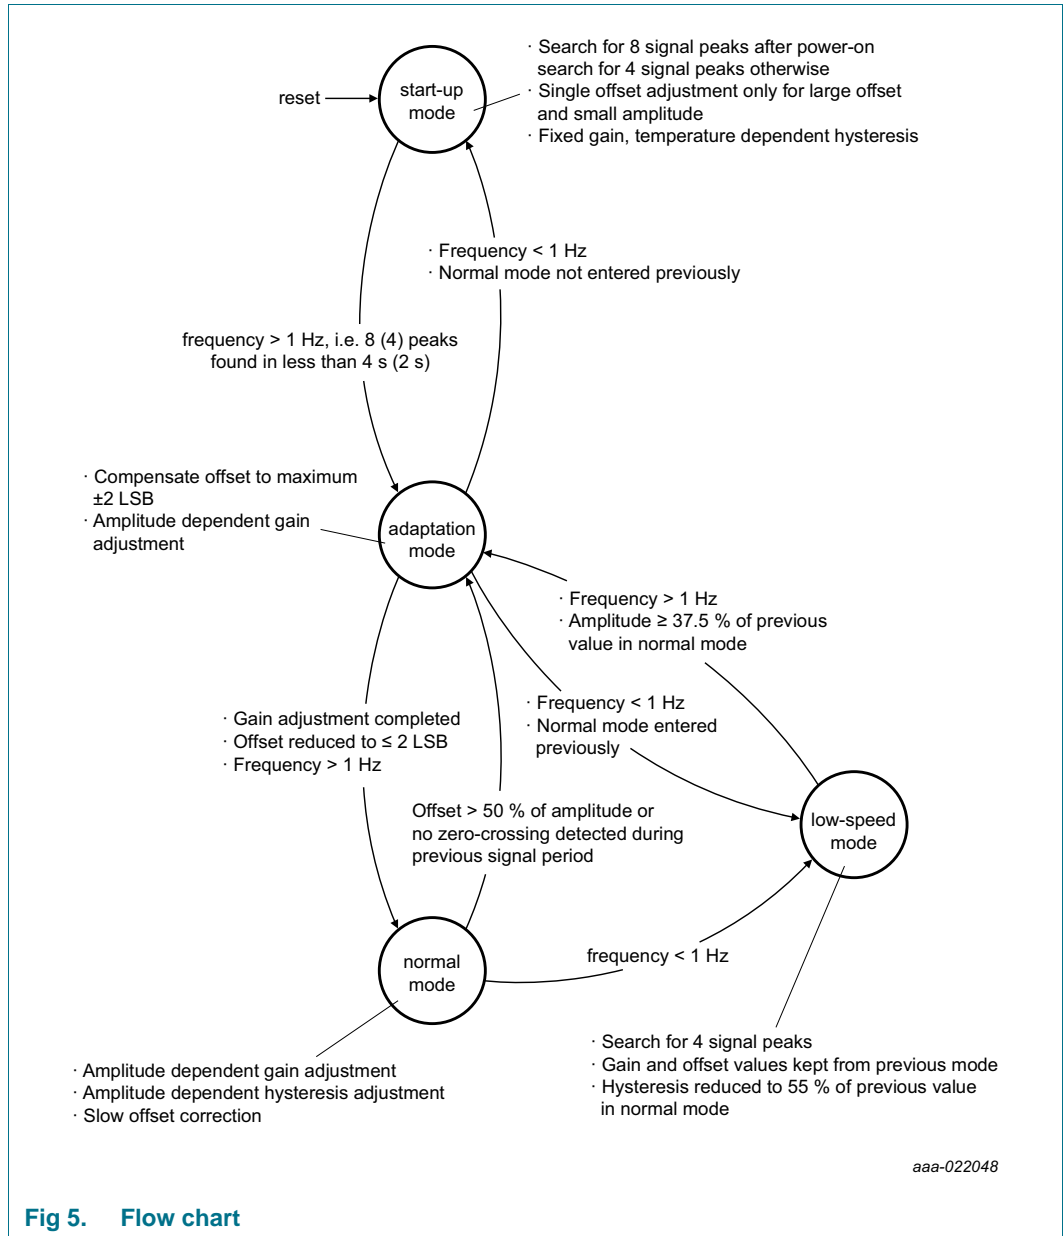 · Search for 8 signal peaks after power-on
search for 4 signal peaks otherwise
· Single offset adjustment only for large offset
and small amplitude
· Fixed gain, temperature dependent hysteresis
reset
start-up
mode
· Frequency < 1 Hz
· Normal mode not entered previously
frequency > 1 Hz, i.e. 8 (4) peaks
found in less than 4 s (2 s)
· Compensate offset to maximum
±2 LSB
· Amplitude dependent gain
adjustment
adaptation
mode
· Frequency > 1 Hz
· Amplitude ≥ 37.5 % of previous
value in normal mode
· Frequency < 1 Hz
· Normal mode entered
previously
· Gain adjustment completed
· Offset reduced to ≤ 2 LSB
· Frequency > 1 Hz
Offset > 50 % of amplitude or
no zero-crossing detected during
previous signal period
low-speed
mode
normal
mode
frequency < 1 Hz
· Search for 4 signal peaks
· Gain and offset values kept from previous mode
· Hysteresis reduced to 55 % of previous value
in normal mode
· Amplitude dependent gain adjustment
· Amplitude dependent hysteresis adjustment
· Slow offset correction
aaa-022048
Fig 5. Flow chart